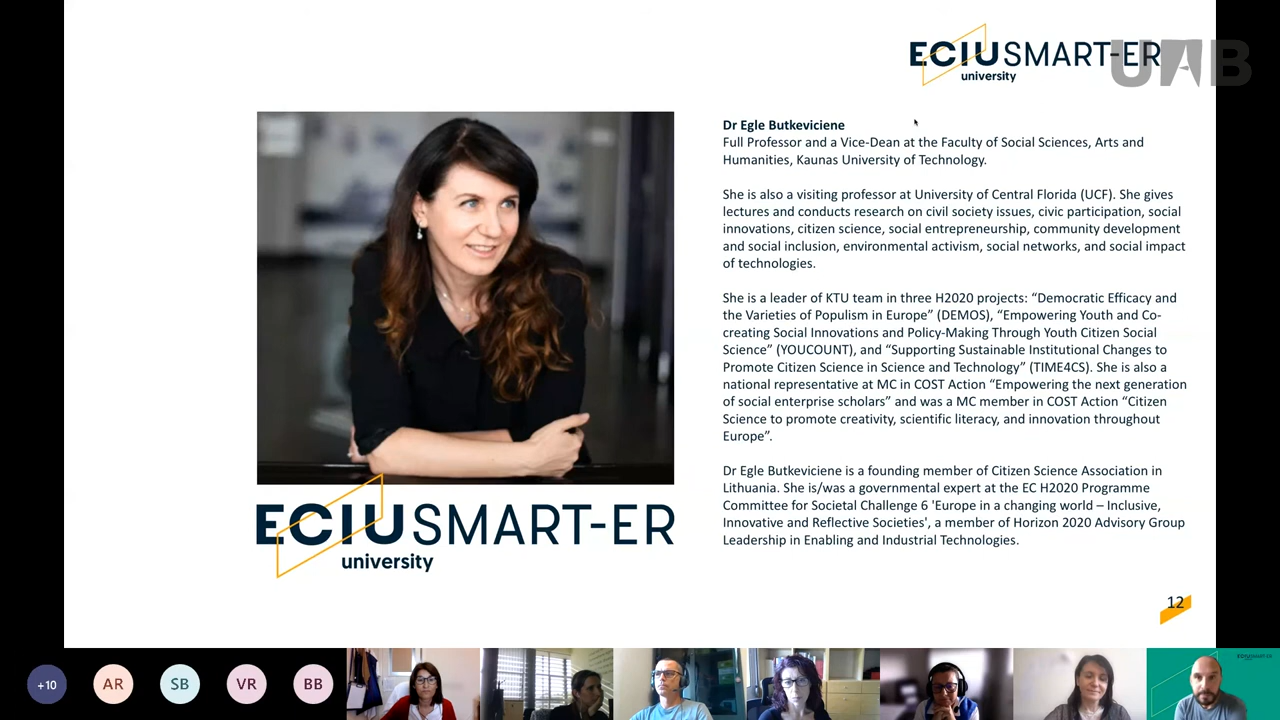 ECIU SMART-ER
university
UAB
Dr Egle Butkeviciene
Full Professor and a Vice-Dean at the Faculty of Social Sciences, Arts and
Humanities, Kaunas University of Technology.
She is also a visiting professor at University of Central Florida (UCF). She gives
lectures and conducts research on civil society issues, civic participation, social
innovations, citizen science, social entrepreneurship, community development
and social inclusion, environmental activism, social networks, and social impact
of technologies.
She is a leader of KTU team in three H2020 projects: “Democratic Efficacy and
the Varieties of Populism in Europe” (DEMOS), “Empowering Youth and Co-
creating Social Innovations and Policy-Making Through Youth Citizen Social
Science” (YOUCOUNT), and “Supporting Sustainable Institutional Changes to
Promote Citizen Science in Science and Technology” (TIME4CS). She is also a
national representative at MC in COST Action “Empowering the next generation
of social enterprise scholars” and was a MC member in COST Action “Citizen
Science to promote creativity, scientific literacy, and innovation throughout
Europe”.
Dr Egle Butkeviciene is a founding member of Citizen Science Association in
Lithuania. She is/was a governmental expert at the EC H2020 Programme
Committee for Societal Challenge 6 'Europe in a changing world – Inclusive,
Innovative and Reflective Societies', a member of Horizon 2020 Advisory Group
Leadership in Enabling and Industrial Technologies.
ECIU SMART-ER
university
12
+10
AR
SB
VR
BB